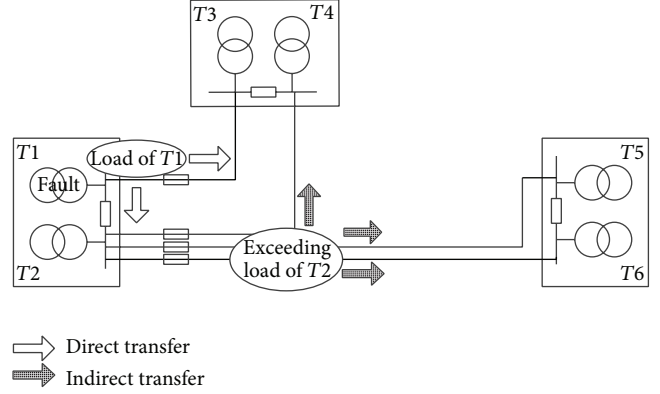 T3
T4
T1
Load of T1
Fault
T2
Exceeding
load of T2
T5
T6
Direct transfer
Indirect transfer